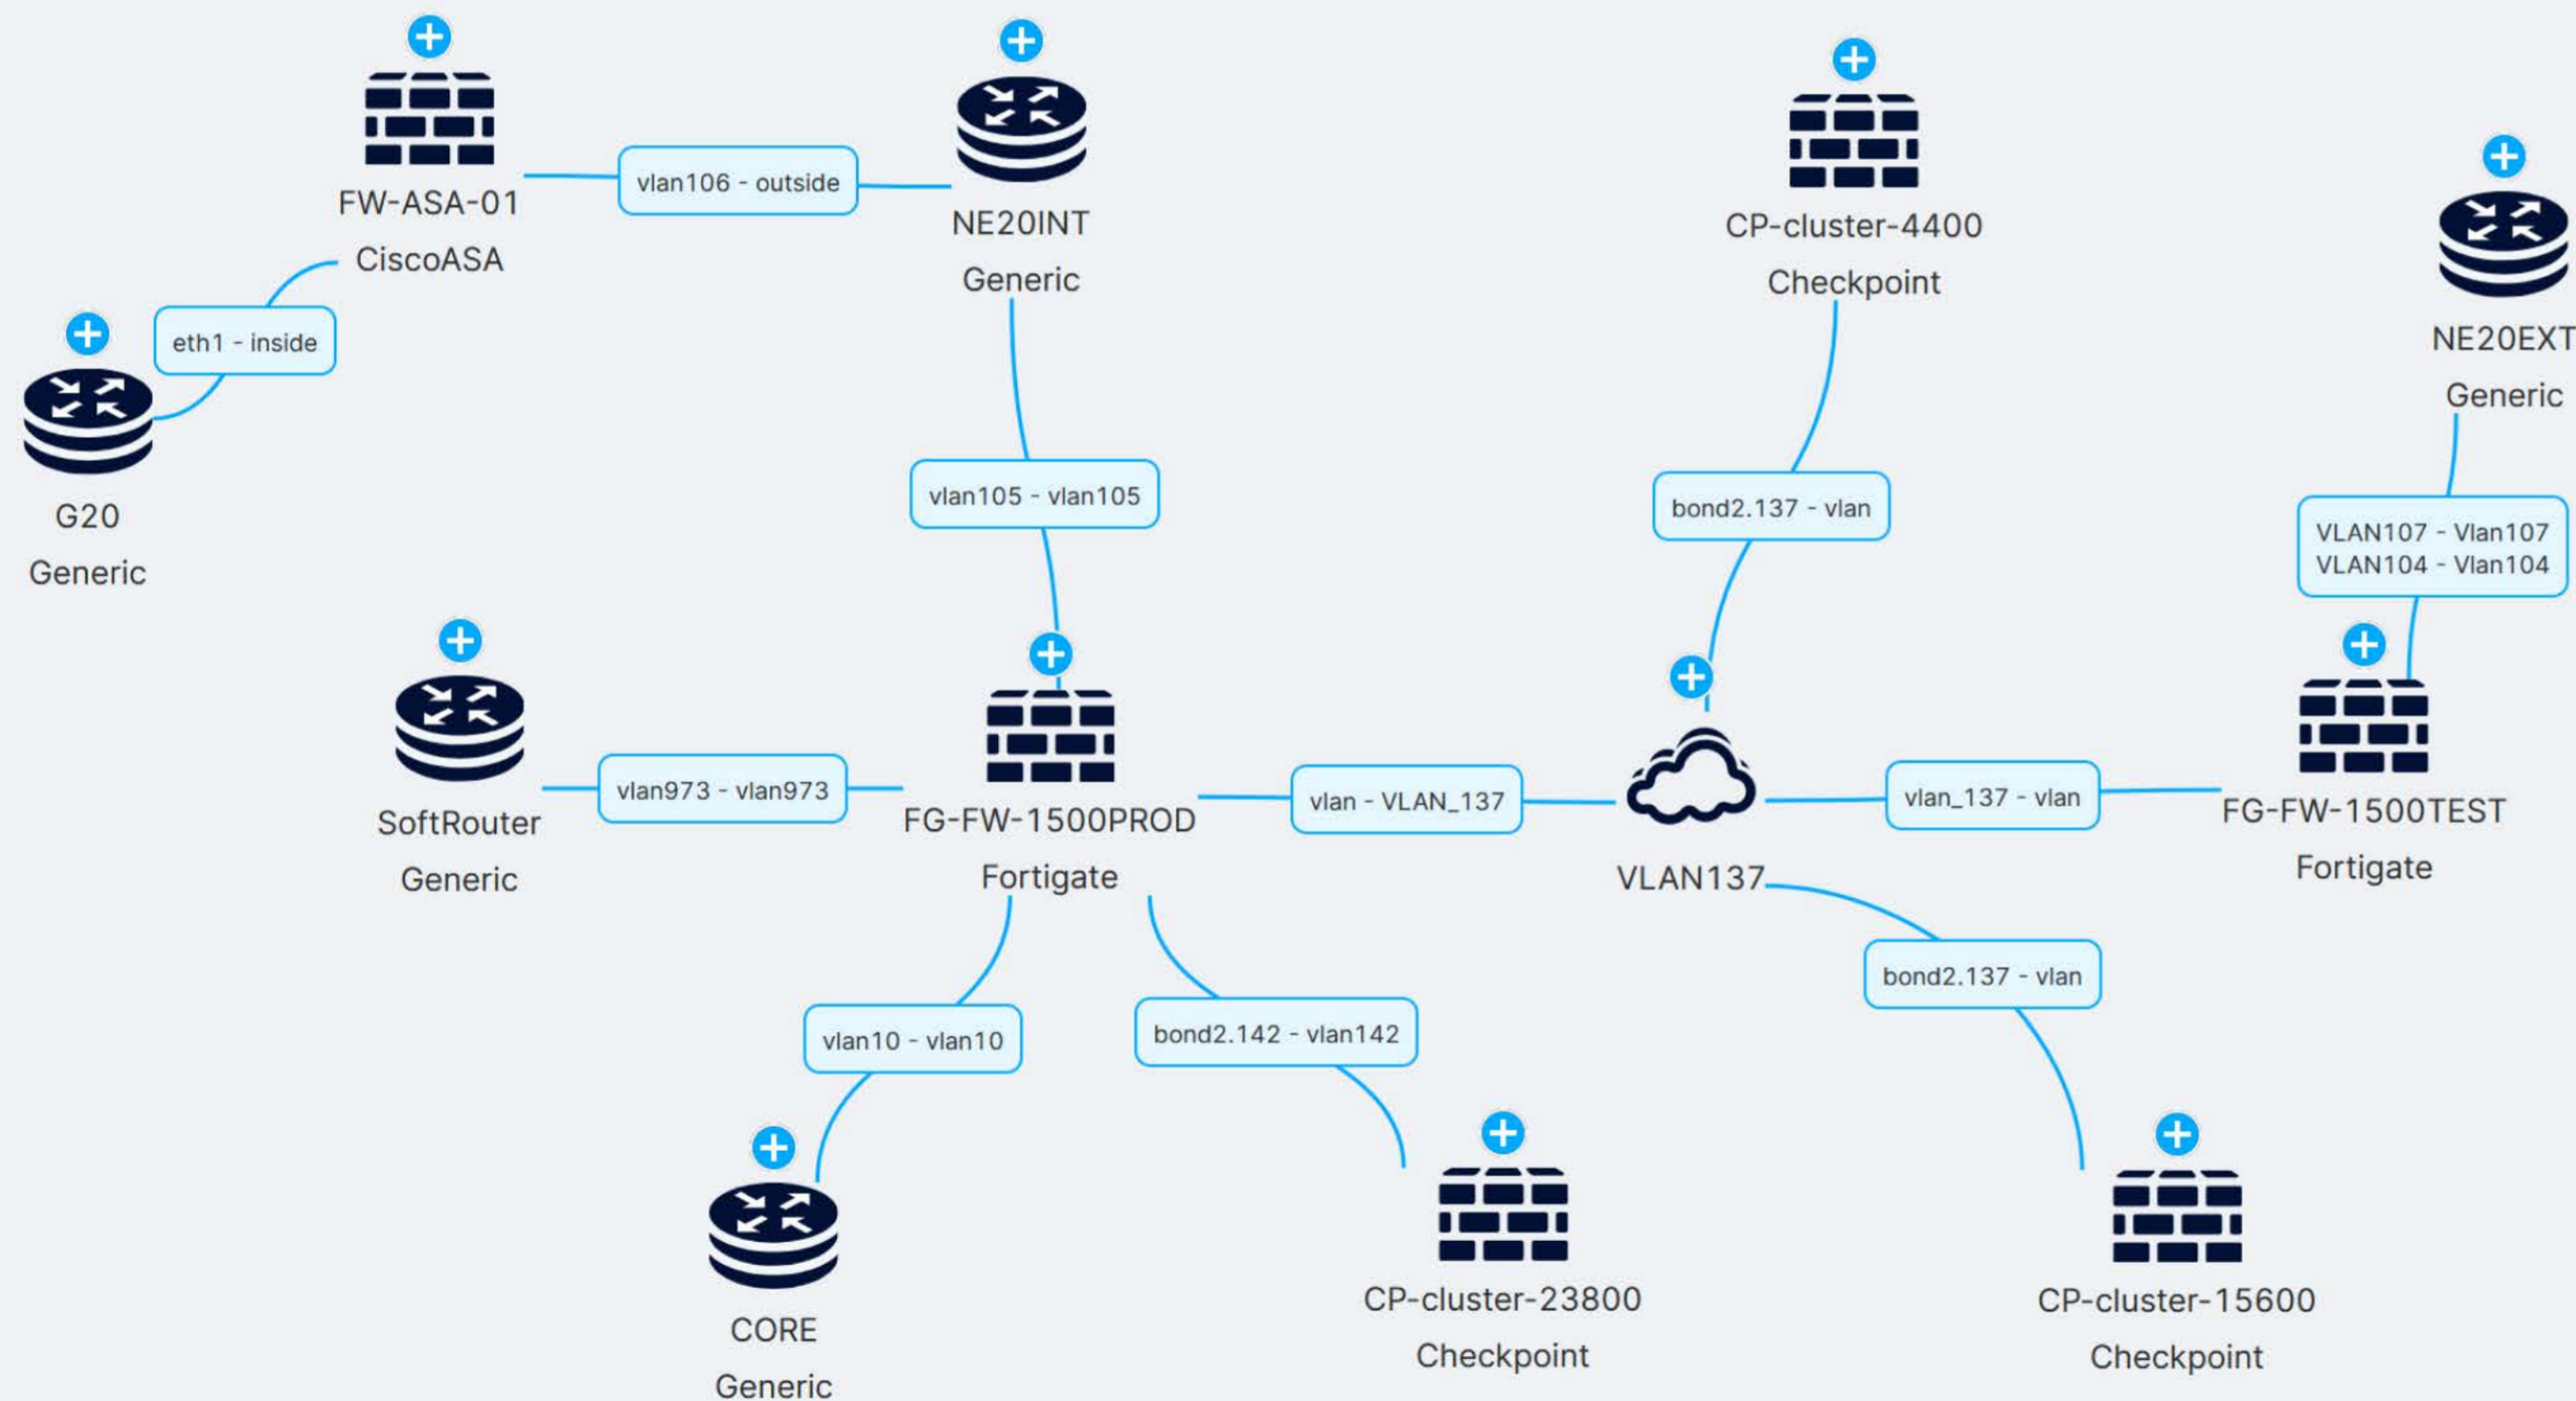 FW-ASA-01
CiscoASA
vlan106 - outside
NE20INT
Generic
CP-cluster-4400
Checkpoint
NE20EXT
Generic
eth1 - inside
G20
Generic
vlan105 - vlan105
bond2.137 - vlan
VLAN107 - Vlan107
VLAN104 - Vlan104
SoftRouter
Generic
vlan973 - vlan973
FG-FW-1500PROD
Fortigate
vlan - VLAN_137
VLAN137
vlan_137 - vlan
FG-FW-1500TEST
Fortigate
bond2.137 - vlan
vlan10 - vlan10
bond2.142 - vlan142
CORE
Generic
CP-cluster-23800
Checkpoint
CP-cluster-15600
Checkpoint